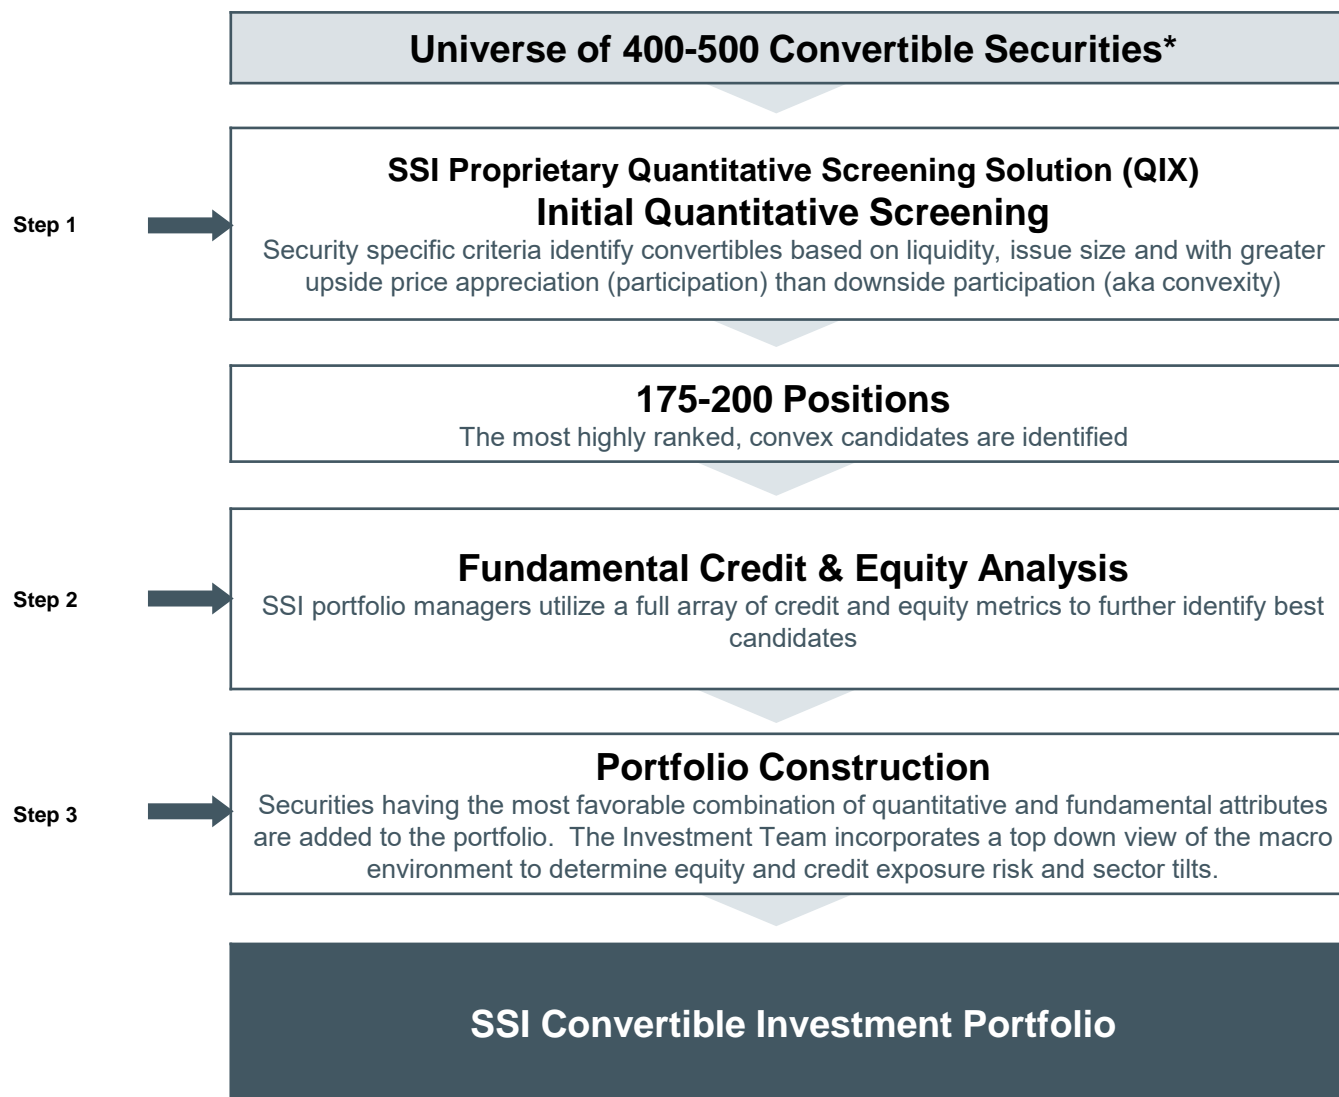 Universe of 400-500 Convertible Securities*
Step 1
SSI Proprietary Quantitative Screening Solution (QIX)
Initial Quantitative Screening
Security specific criteria identify convertibles based on liquidity, issue size and with greater
upside price appreciation (participation) than downside participation (aka convexity)
175-200 Positions
The most highly ranked, convex candidates are identified
Step 2
Fundamental Credit & Equity Analysis
SSI portfolio managers utilize a full array of credit and equity metrics to further identify best
candidates
Step 3
Portfolio Construction
Securities having the most favorable combination of quantitative and fundamental attributes
are added to the portfolio.  The Investment Team incorporates a top down view of the macro
environment to determine equity and credit exposure risk and sector tilts.
SSI Convertible Investment Portfolio